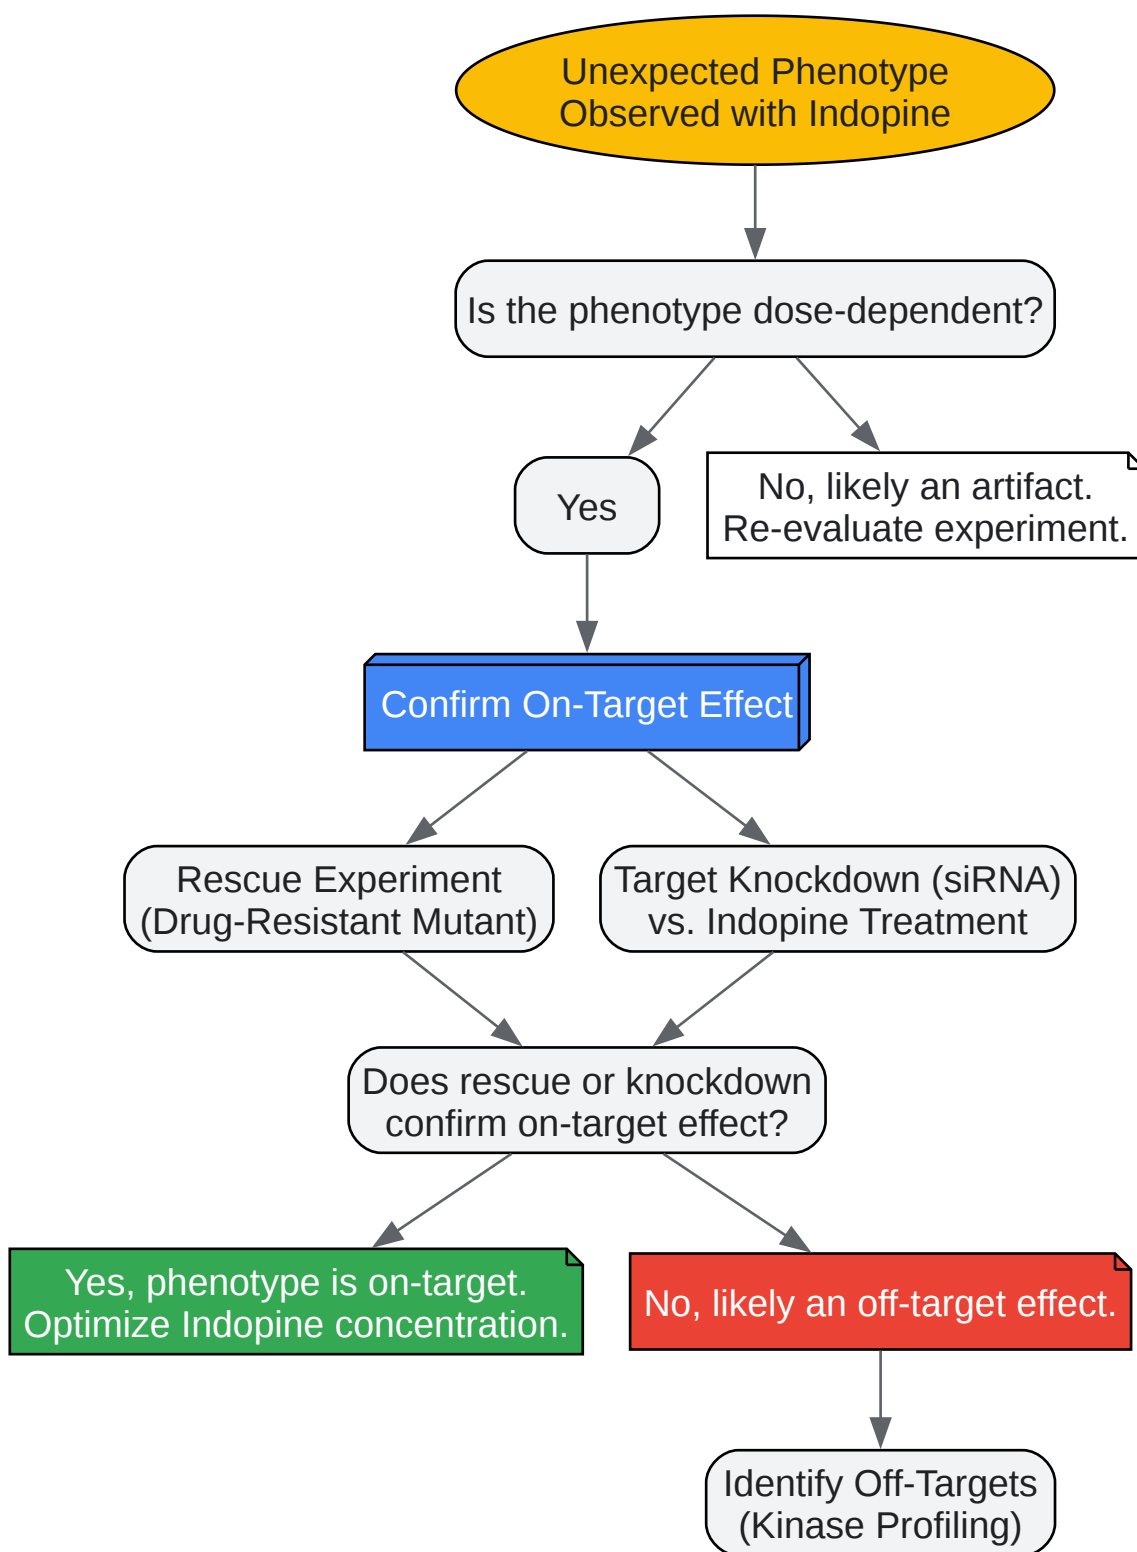 Unexpected Phenotype
Observed with Indopine
Is the phenotype dose-dependent?
Yes
No, likely an artifact.
Re-evaluate experiment.
Confirm On-Target Effect
Rescue Experiment
(Drug-Resistant Mutant)
Target Knockdown (siRNA)
vs. Indopine Treatment
Does rescue or knockdown
confirm on-target effect?
Yes, phenotype is on-target.
Optimize Indopine concentration.
No, likely an off-target effect.
Identify Off-Targets
(Kinase Profiling)